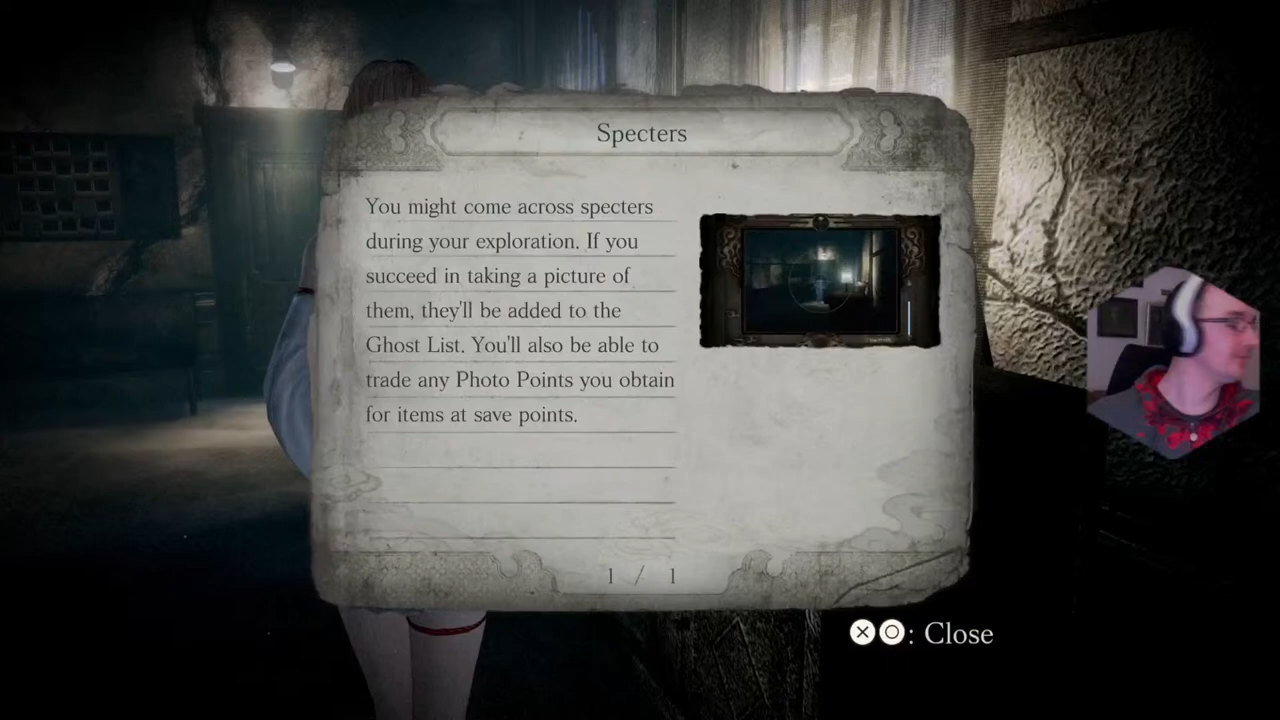 Specters
You might come across specters
during your exploration. If you
succeed in taking a picture of
them, they'll be added to the
Ghost List. You'll also be able to
trade any Photo Points you obtain
for items at save points.
1 / 1
: Close